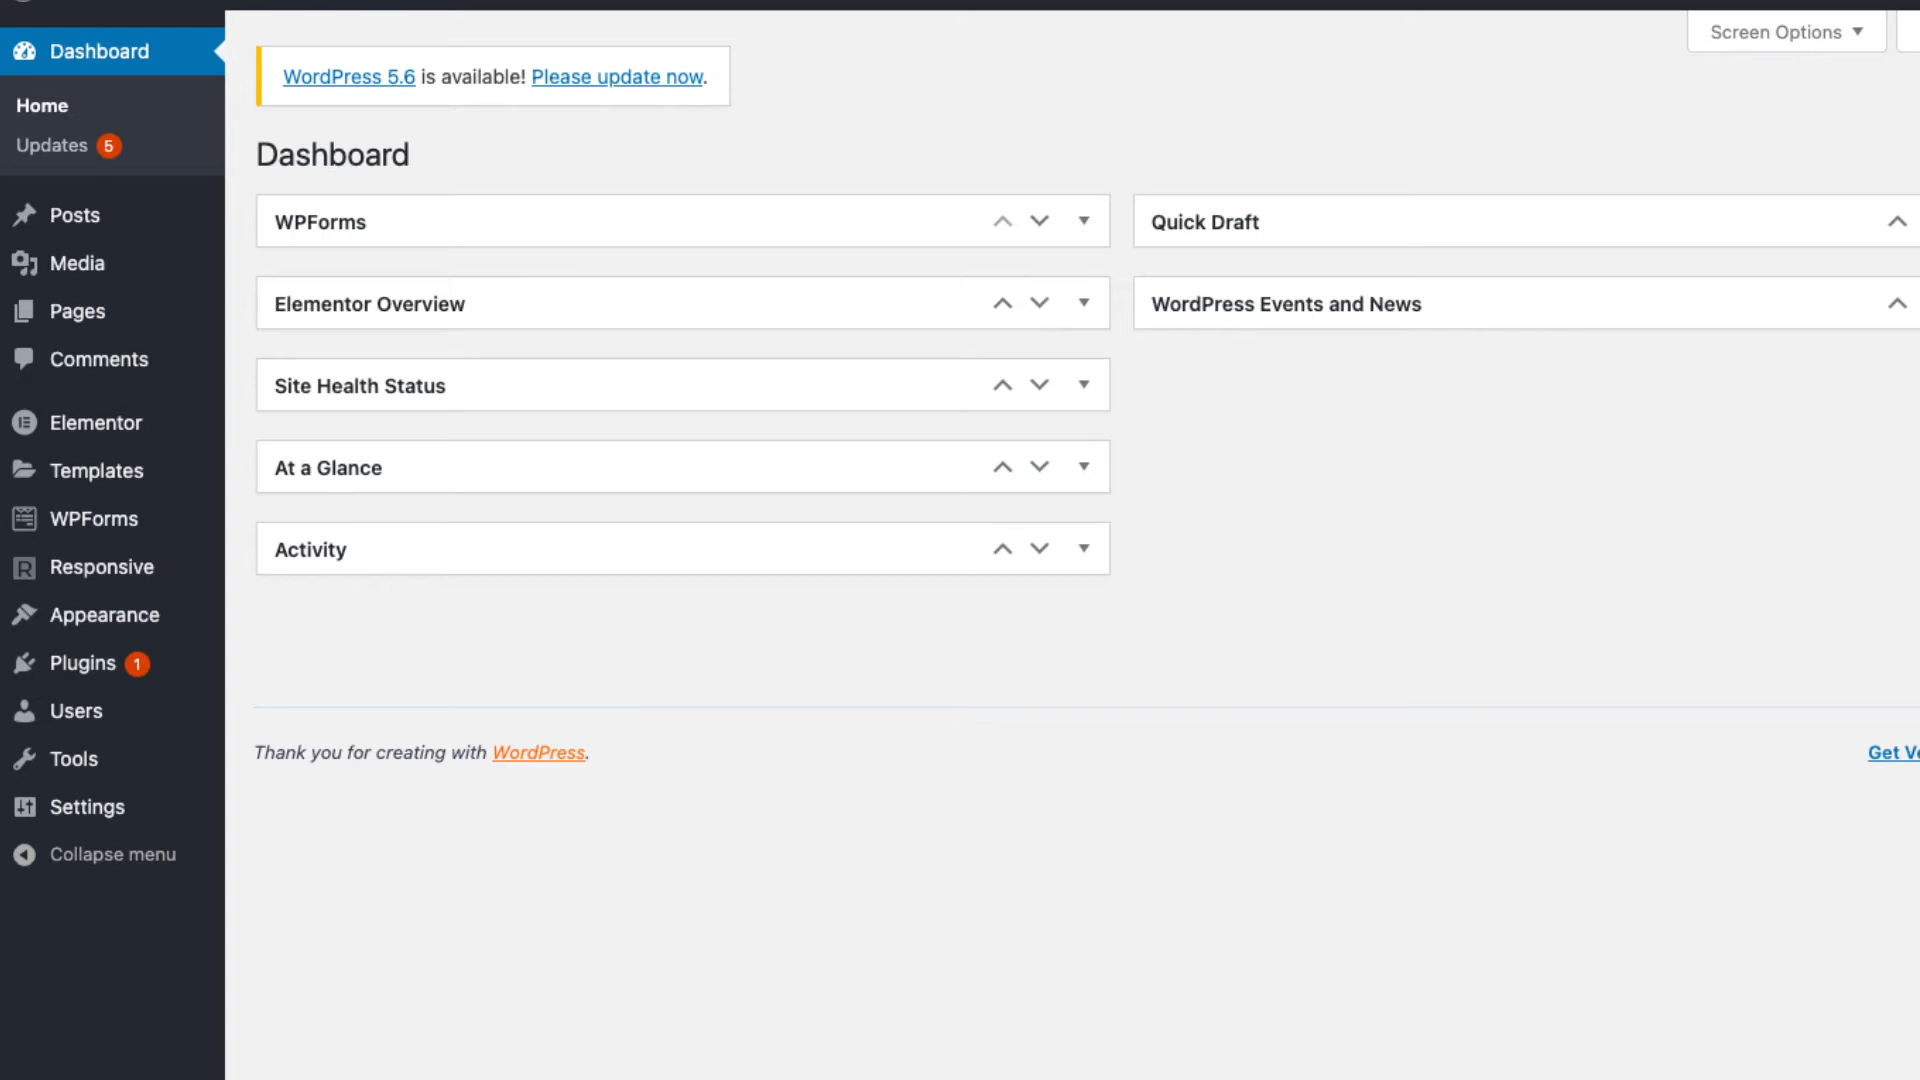 Dashboard
Home
Updates 5
Posts
Media
Pages
Comments
Elementor
Templates
WPForms
Responsive
Appearance
Plugins 1
Users
Tools
Settings
Collapse menu
Screen Options
WordPress 5.6 is available! Please update now.
Dashboard
WPForms
Elementor Overview
Site Health Status
At a Glance
Activity
Quick Draft
WordPress Events and News
Thank you for creating with WordPress.
Get